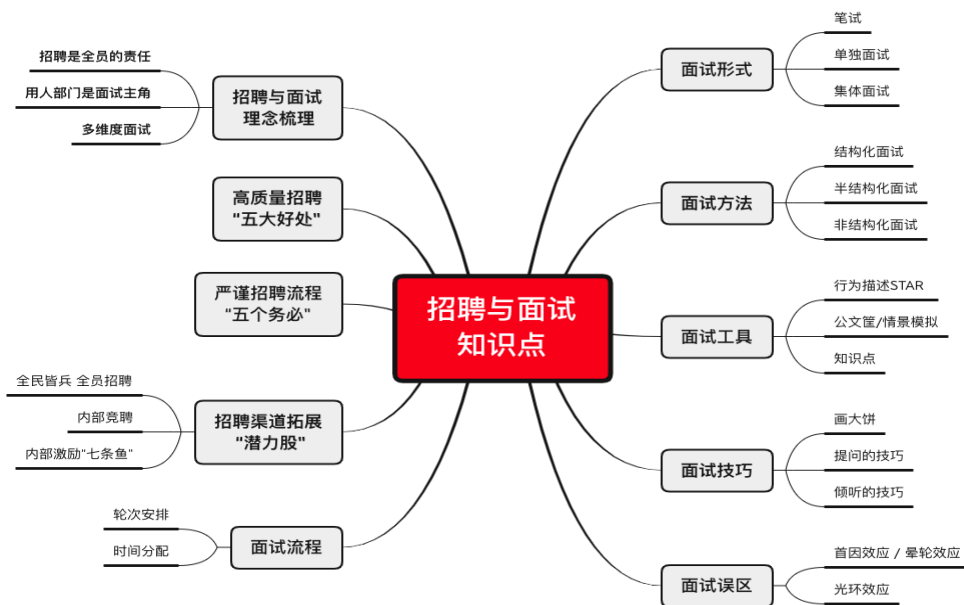 招聘与面试
知识点
招聘与面试
理念梳理
招聘是全员的责任
用人部门是面试主角
多维度面试
高质量招聘
"五大好处"
严谨招聘流程
"五个务必"
招聘渠道拓展
"潜力股"
全民皆兵 全员招聘
内部竞聘
内部激励"七条鱼"
面试流程
轮次安排
时间分配
面试形式
笔试
单独面试
集体面试
面试方法
结构化面试
半结构化面试
非结构化面试
面试工具
行为描述STAR
公文筐/情景模拟
知识点
面试技巧
画大饼
提问的技巧
倾听的技巧
面试误区
首因效应 / 晕轮效应
光环效应